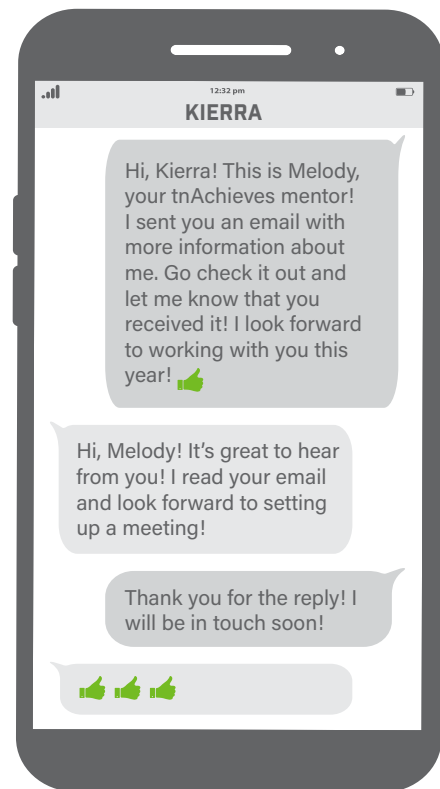 12:32 pm
KIERRA
Hi, Kierra! This is Melody,
your tnAchieves mentor!
I sent you an email with
more information about
me. Go check it out and
let me know that you
received it! I look forward
to working with you this
year!
Hi, Melody! It’s great to hear
from you! I read your email
and look forward to setting
up a meeting!
Thank you for the reply! I
will be in touch soon!